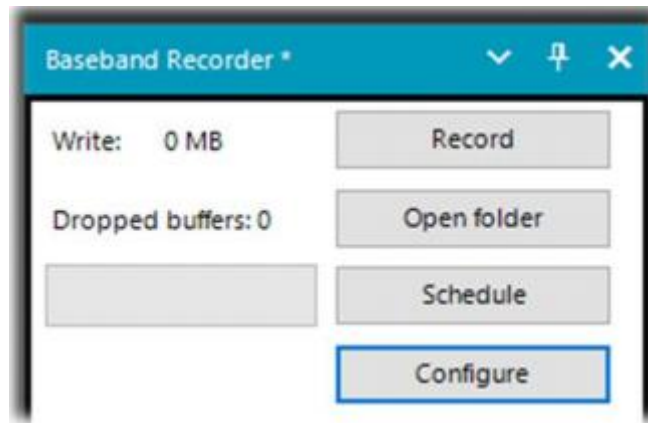 Baseband Recorder *
Write: 0 MB
Record
Dropped buffers: 0
Open folder
Schedule
Configure